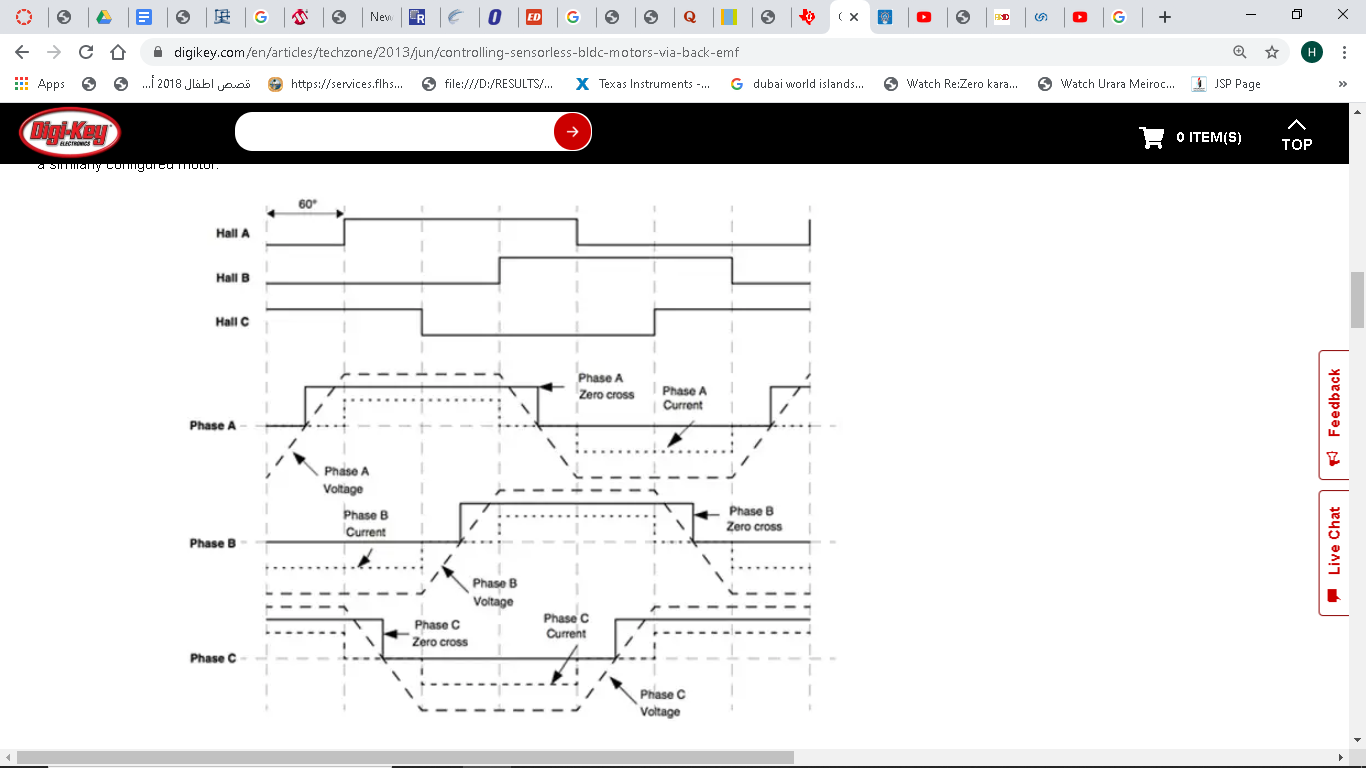 New
ED
digikey.com/en/articles/techzone/2013/jun/controlling-sensorless-bldc-motors-via-back-emf
H
Apps
قصص اطفال 2018 أ...
https://services.flhs...
file:///D:/RESULTS/...
Texas Instruments -...
dubai world islands...
Watch Re:Zero kara...
Watch Urara Meiroc...
JSP Page
»
Digi-Key
ELECTRONICS
0 ITEM(S)
TOP
a similarly configured motor.
60°
Hall A
Hall B
Hall C
Phase A
Zero cross
Phase A
Current
Phase A
Phase A
Voltage
Phase B
Current
Phase B
Zero cross
Phase B
Phase B
Voltage
Phase C
Zero cross
Phase C
Current
Phase C
Phase C
Voltage
Feedback
Live Chat